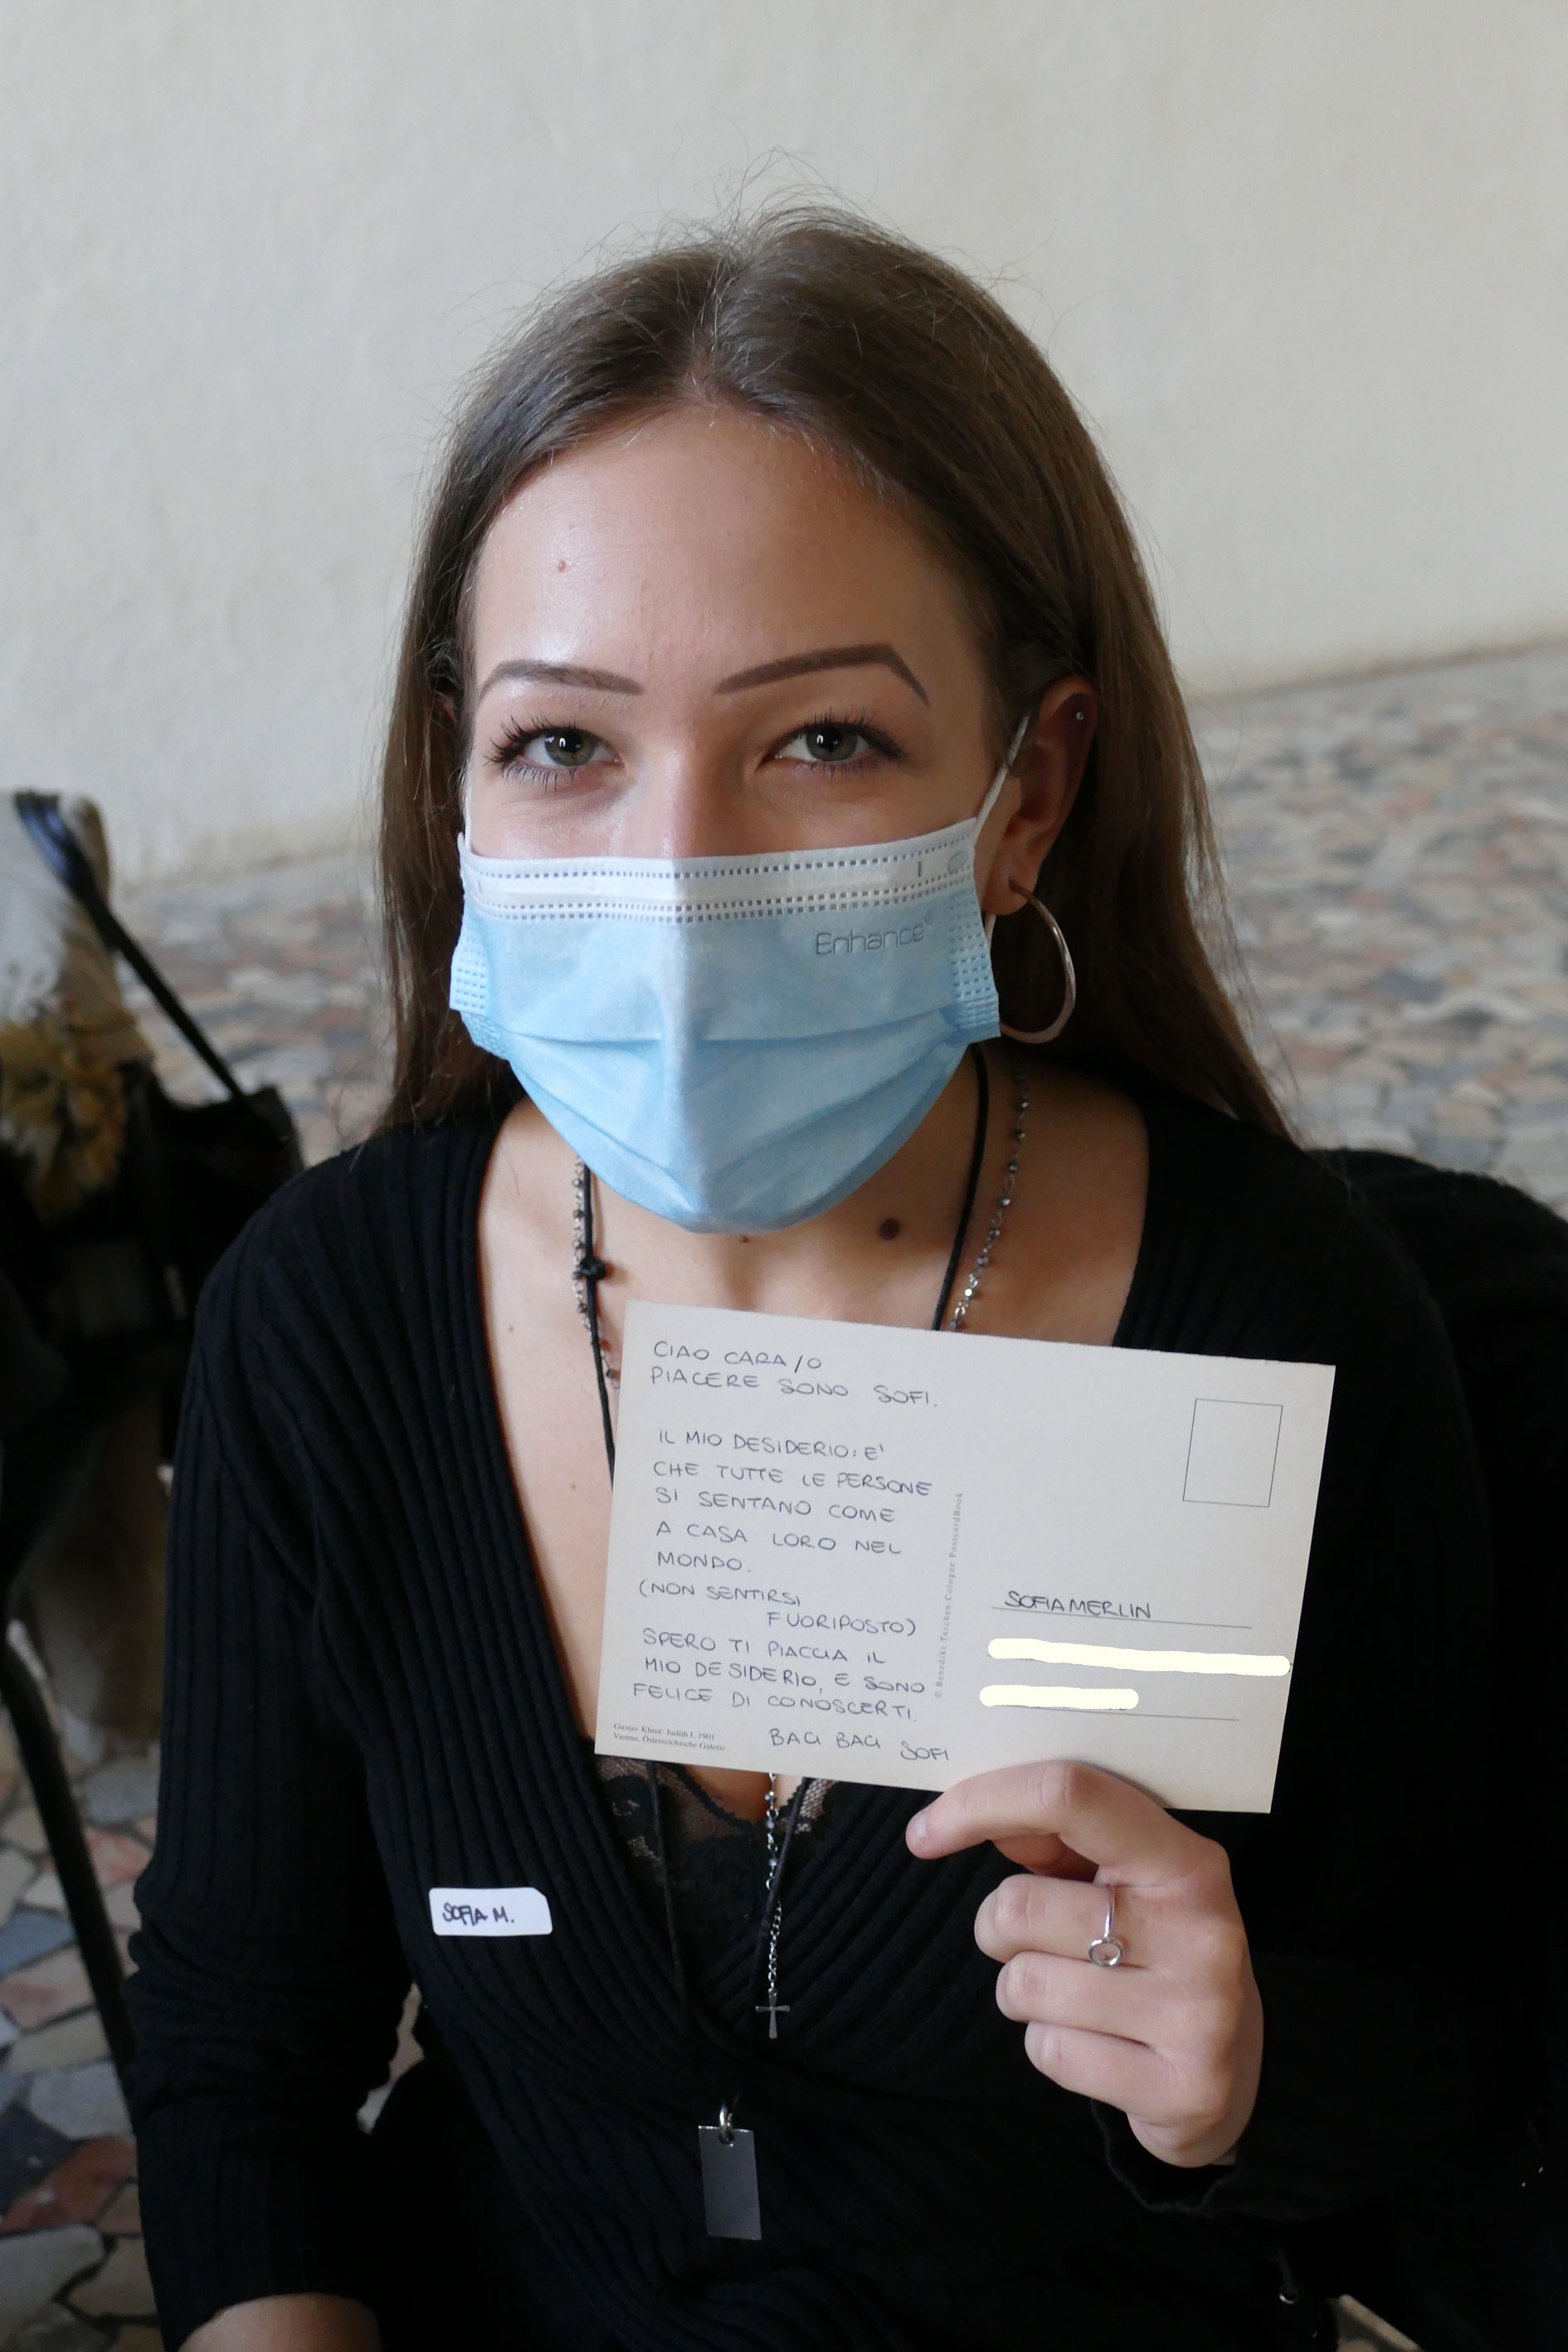 Enhance®
CIAO CARA/O
PIACERE SONO SOFI.
IL MIO DESIDERIO: E'
CHE TUTTE LE PERSONE
SI SENTANO COME
A CASA LORO NEL
MONDO.
(NON SENTIRSI
FUORIPOSTO)
SPERO TI PIACCIA IL
MIO DESIDERIO, E SONO
FELICE DI CONOSCERTI.
BACI BACI SOFI
Gustav Klimt: Judith I, 1901
Vienna, Österreichische Galerie
© Benedikt Taschen Cologne PostcardBook
SOFIA MERLIN
SOFIA M.